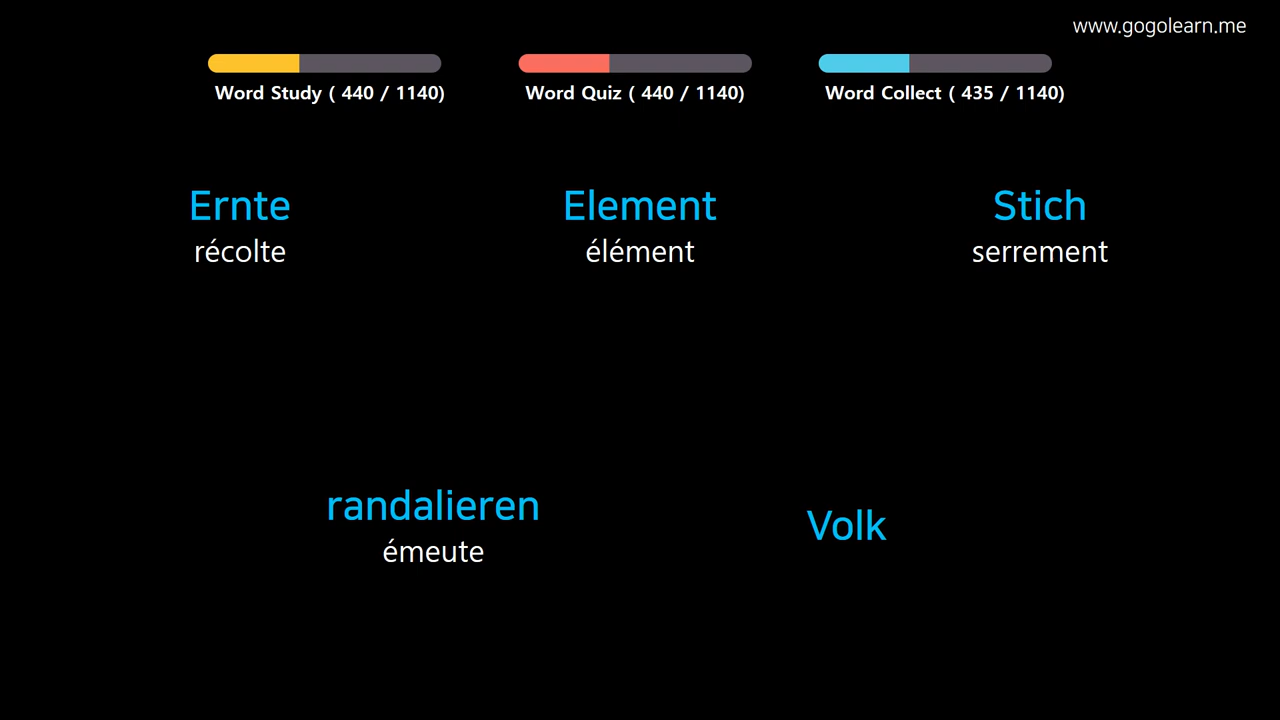 www.gogolearn.me
Word Study ( 440 / 1140)
Word Quiz ( 440 / 1140)
Word Collect ( 435 / 1140)
Ernte
récolte
Element
élément
Stich
serrement
randalieren
émeute
Volk